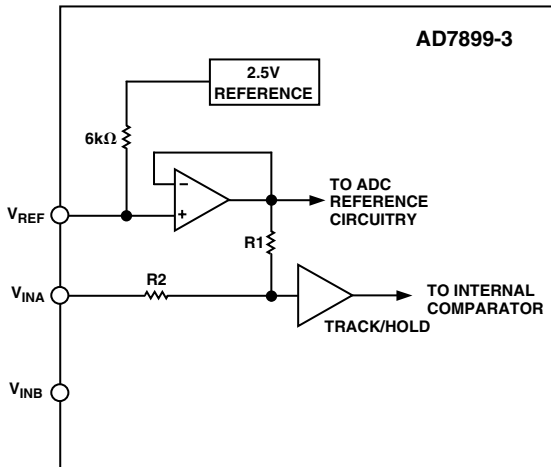 AD7899-3
2.5V
REFERENCE
6kΩ
−
+
V_REF
TO ADC
REFERENCE
CIRCUITRY
R1
V_INA
R2
TRACK/HOLD
TO INTERNAL
COMPARATOR
V_INB